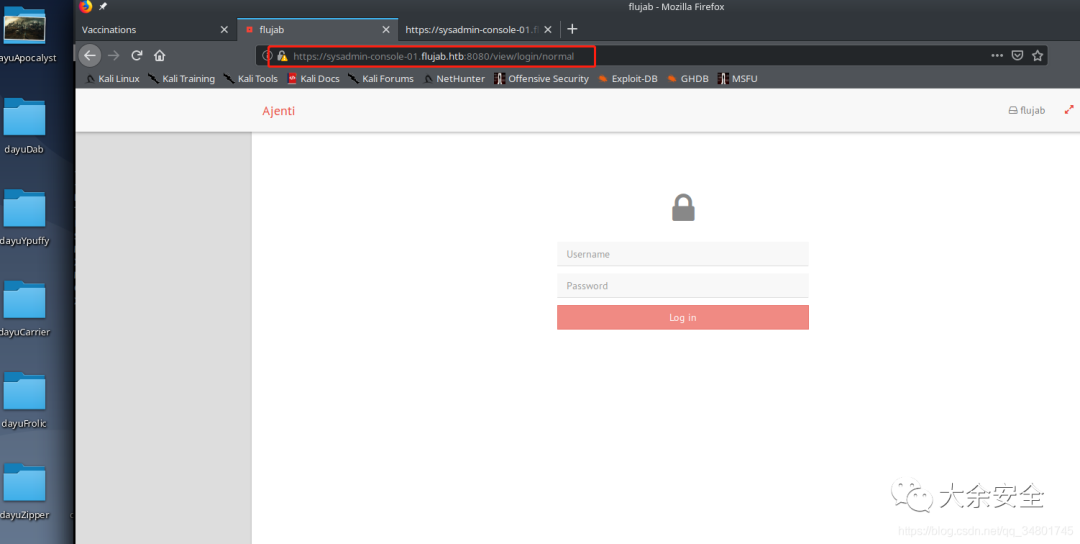 flujab - Mozilla Firefox
Vaccinations
flujab
https://sysadmin-console-01.fl
https://sysadmin-console-01.flujab.htb:8080/view/login/normal
Kali Linux Kali Training Kali Tools Kali Docs Kali Forums NetHunter Offensive Security Exploit-DB GHDB MSFU
Ajenti
flujab
Username
Password
Log in
ayuApocalyst
dayuDab
dayuYpuffy
dayuCarrier
dayuFrolic
dayuZipper
大余安全
https://blog.csdn.net/qq_34801745